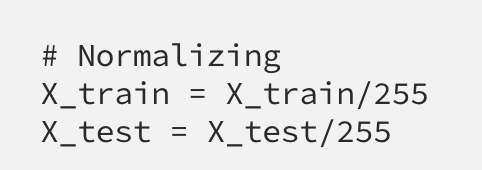 # Normalizing
X_train = X_train/255
X_test = X_test/255